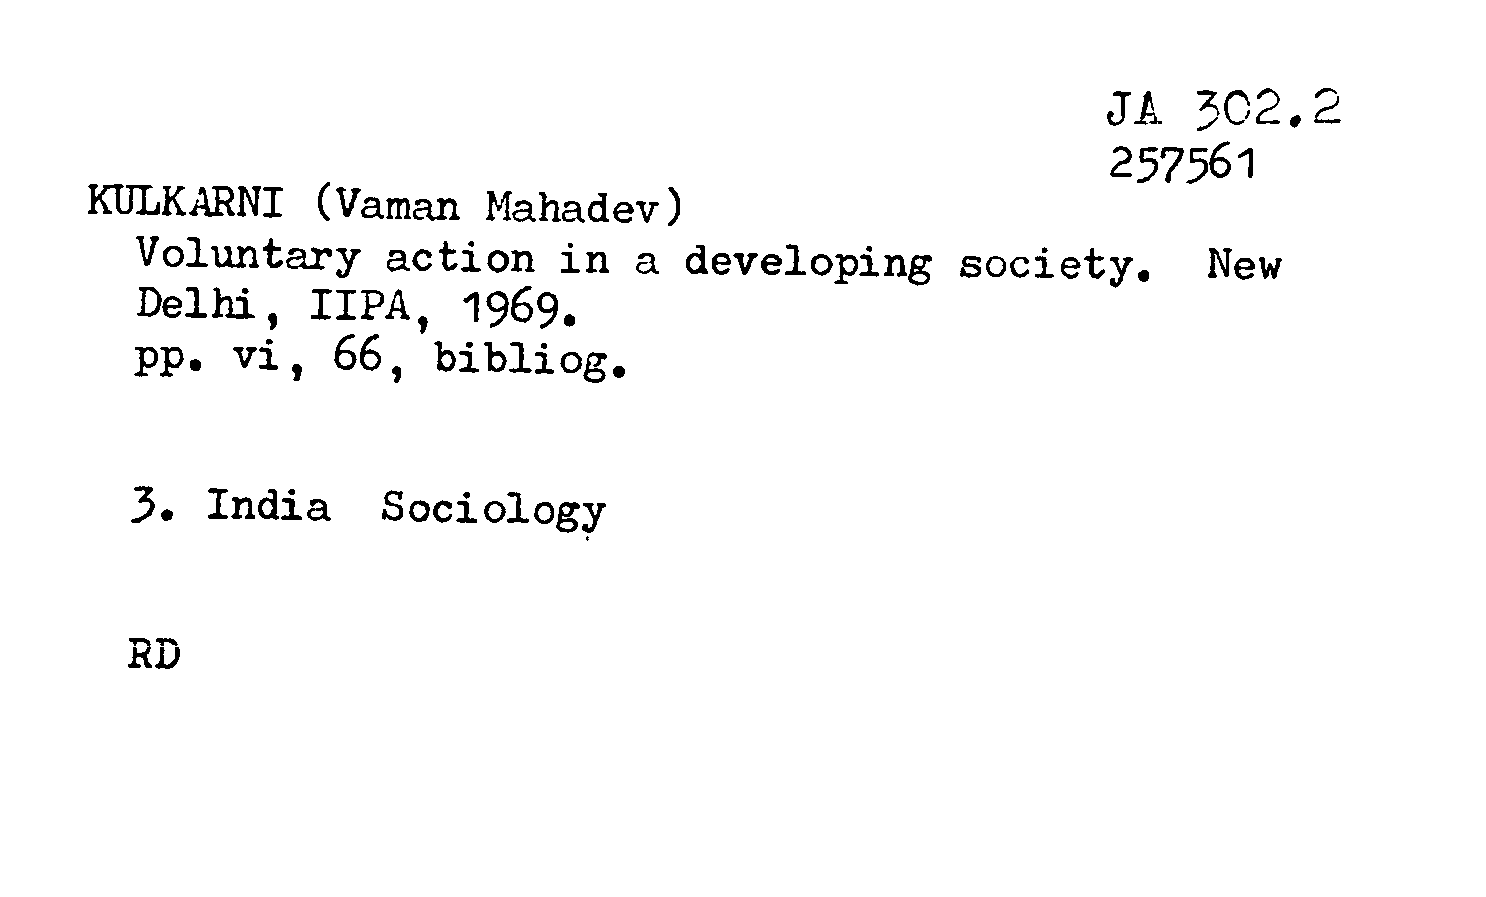 JA 302.2
257561
KULKARNI (Vaman Mahadev)
Voluntary action in a developing society. New
Delhi, IIPA, 1969.
pp. vi, 66, bibliog.
3. India Sociology
RD